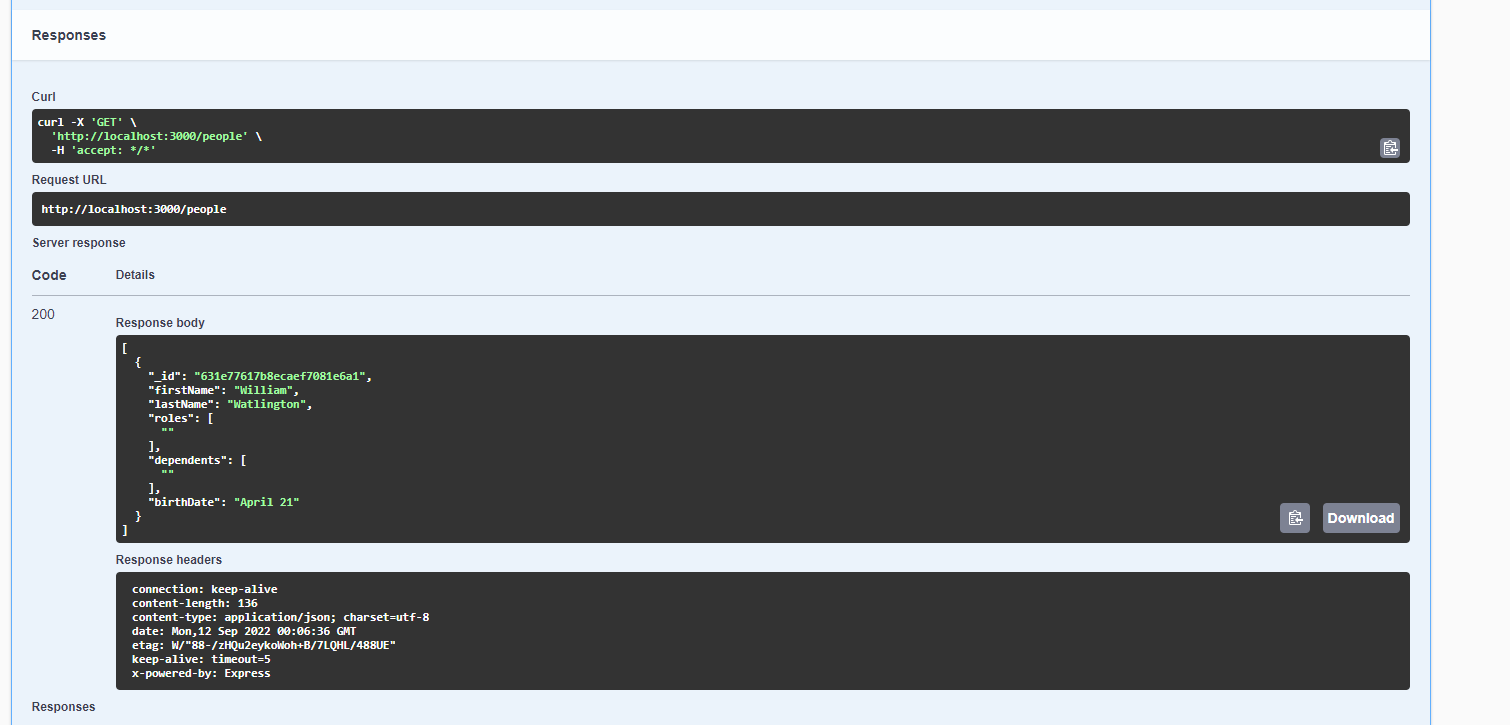 Responses
Curl
curl -X 'GET' \
'http://localhost:3000/people' \
-H 'accept: */*'
Request URL
http://localhost:3000/people
Server response
Code Details
200
Response body
[
{
"_id": "631e77617b8ecaef7081e6a1",
"firstName": "William",
"lastName": "Watlington",
"roles": [
""
],
"dependents": [
""
],
"birthDate": "April 21"
}
]
Download
Response headers
connection: keep-alive
content-length: 136
content-type: application/json; charset=utf-8
date: Mon,12 Sep 2022 00:06:36 GMT
etag: W/"88-/zHQu2eykoWoh+B/7LQHL/488UE"
keep-alive: timeout=5
x-powered-by: Express
Responses